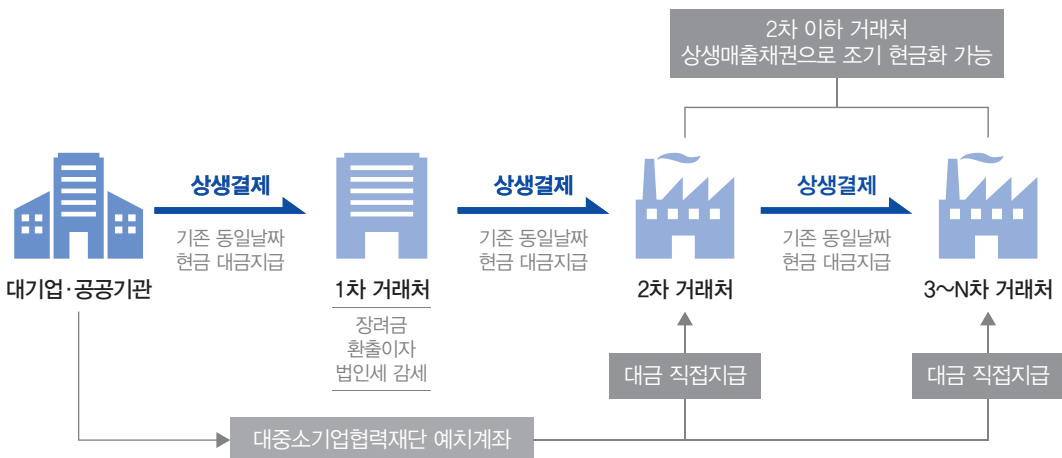 2차 이하 거래처
상생매출채권으로 조기 현금화 가능
상생결제
기존 동일날짜
현금 대금지급
상생결제
기존 동일날짜
현금 대금지급
상생결제
기존 동일날짜
현금 대금지급
대기업·공공기관
1차 거래처
장려금
환출이자
법인세 감세
2차 거래처
3~N차 거래처
대금 직접지급
대금 직접지급
대중소기업협력재단 예치계좌